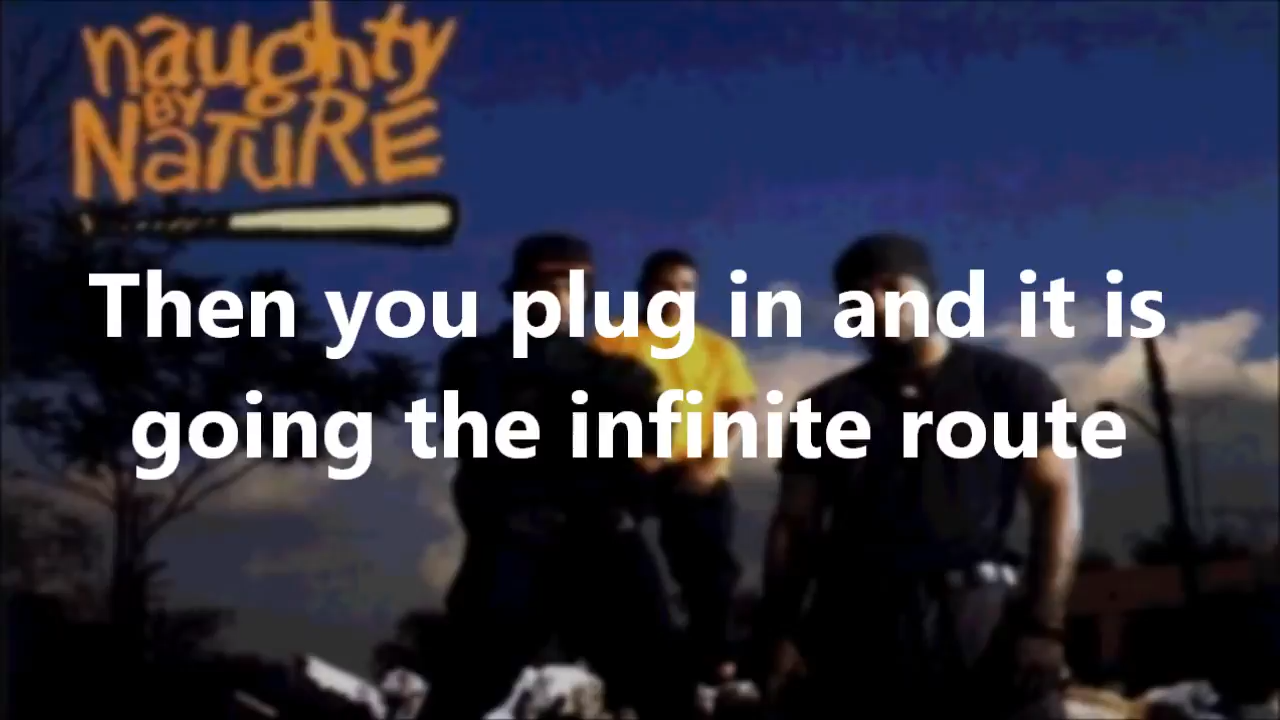 naughty
BY
NaTuRE
Then you plug in and it is
going the infinite route